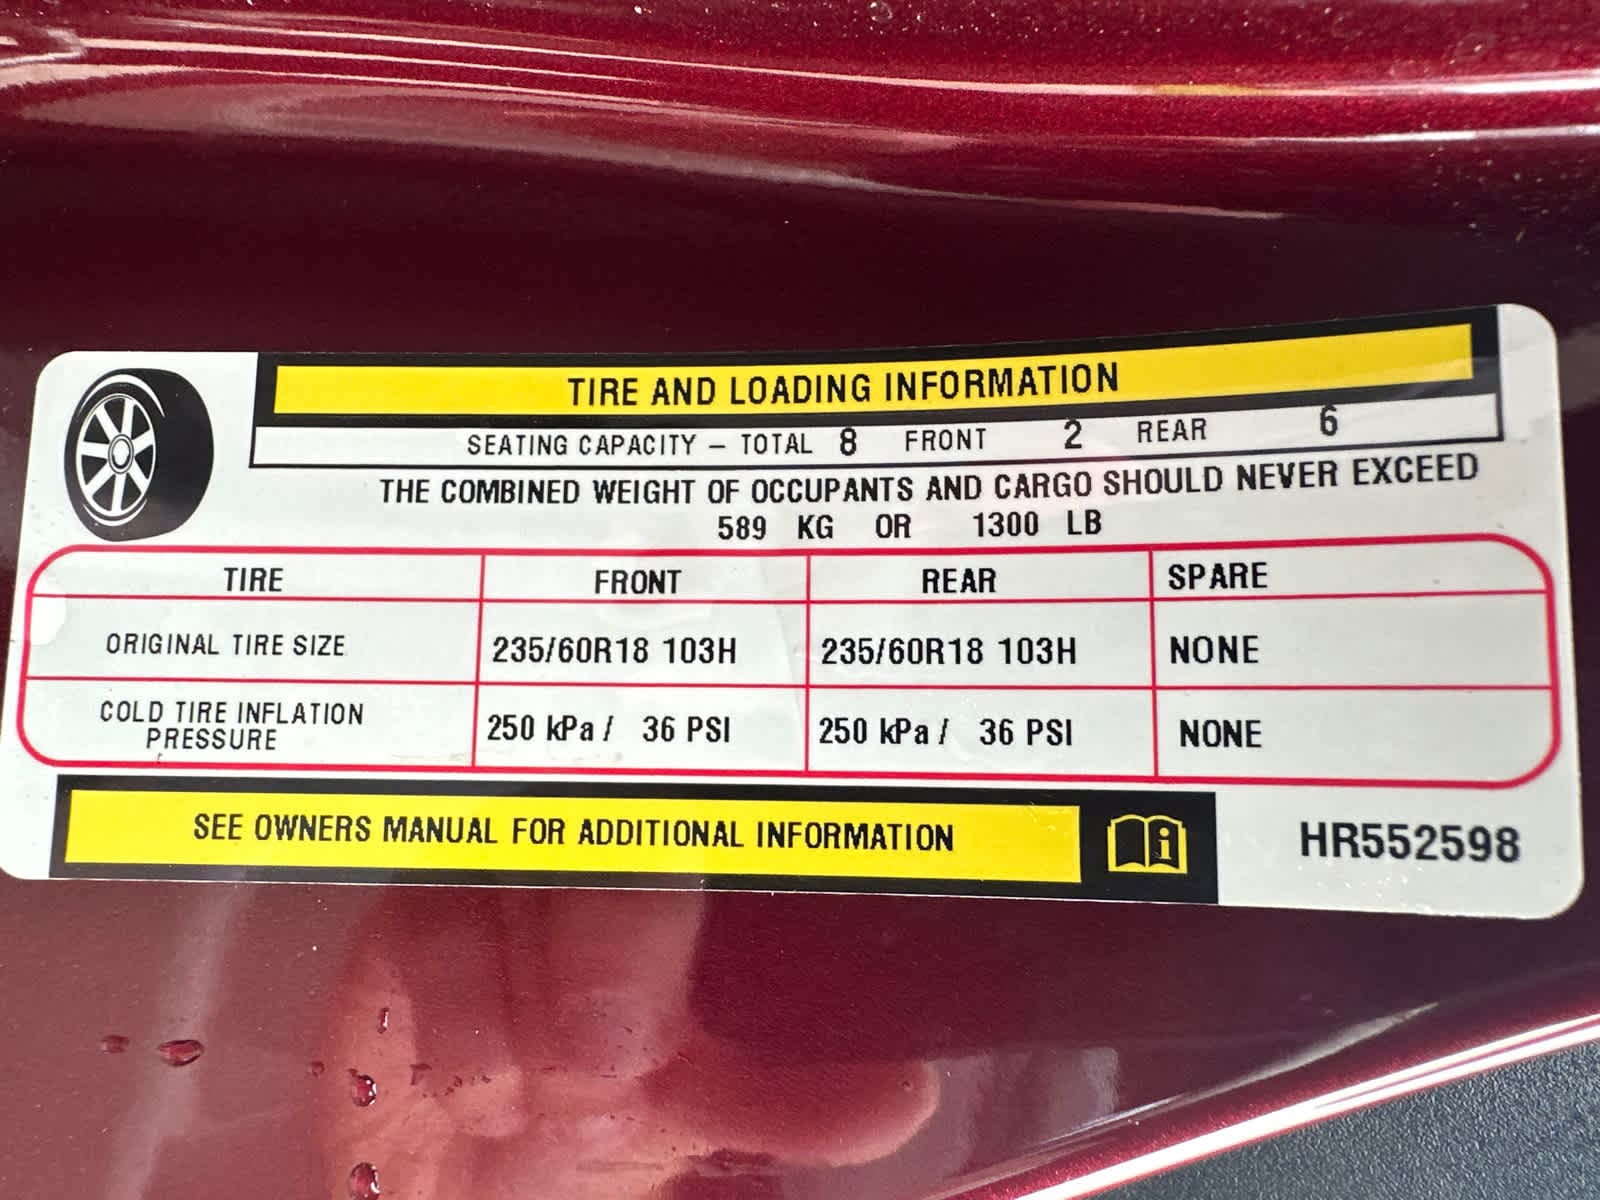 TIRE AND LOADING INFORMATION
SEATING CAPACITY – TOTAL 8 FRONT 2 REAR 6
THE COMBINED WEIGHT OF OCCUPANTS AND CARGO SHOULD NEVER EXCEED
589 KG OR 1300 LB
TIRE FRONT REAR SPARE
ORIGINAL TIRE SIZE 235/60R18 103H 235/60R18 103H NONE
COLD TIRE INFLATION
PRESSURE 250 kPa / 36 PSI 250 kPa / 36 PSI NONE
SEE OWNERS MANUAL FOR ADDITIONAL INFORMATION
HR552598